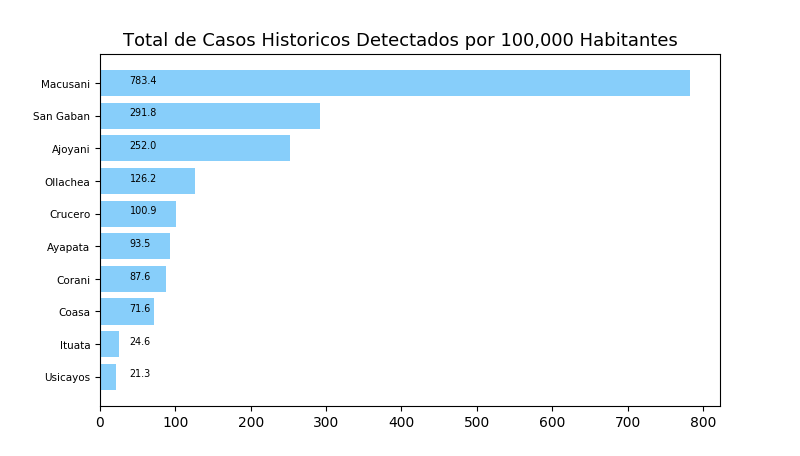 Total de Casos Historicos Detectados por 100,000 Habitantes
Macusani 783.4
San Gaban 291.8
Ajoyani 252.0
Ollachea 126.2
Crucero 100.9
Ayapata 93.5
Corani 87.6
Coasa 71.6
Ituata 24.6
Usicayos 21.3
0 100 200 300 400 500 600 700 800